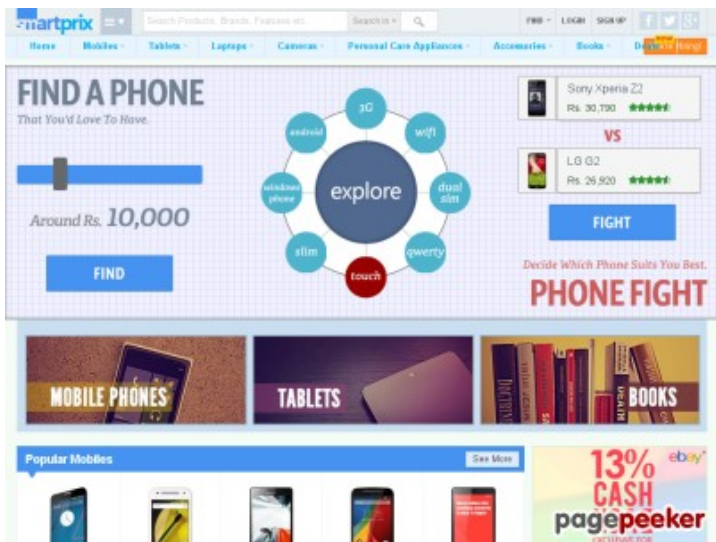 smartprix
Search Products, Brands, Features etc.
Search in
FIND
LOGIN
SIGN UP
Home
Mobiles
Tablets
Laptops
Cameras
Personal Care Appliances
Accessories
Books
FIND A PHONE
That You'd Love To Have.
Around Rs. 10,000
FIND
explore
3G
wifi
dual
sim
qwerty
touch
slim
windows
phone
android
Sony Xperia Z2
Rs. 30,790
VS
LG G2
Rs. 26,920
FIGHT
Decide Which Phone Suits You Best.
PHONE FIGHT
MOBILE PHONES
TABLETS
BOOKS
Popular Mobiles
See More
13%
ebay
CASH
pagepeeker